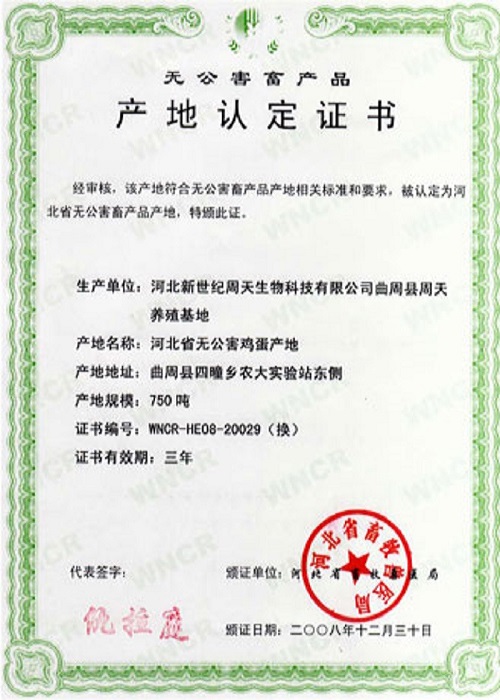 无公害畜产品
产地认定证书
经审核，该产地符合无公害畜产品产地相关标准和要求，被认定为河
北省无公害畜产品产地，特颁此证。
生产单位：河北新世纪周天生物科技有限公司曲周县周天
养殖基地
产地名称：河北省无公害鸡蛋产地
产地地址：曲周县四疃乡农大实验站东侧
产地规模：750吨
证书编号：WNCR-HE08-20029（换）
证书有效期：三年
代表签字：
颁证单位：河北省畜牧兽医局
河北省畜牧兽医局
颁证日期：二〇〇八年十二月三十日
WNCR